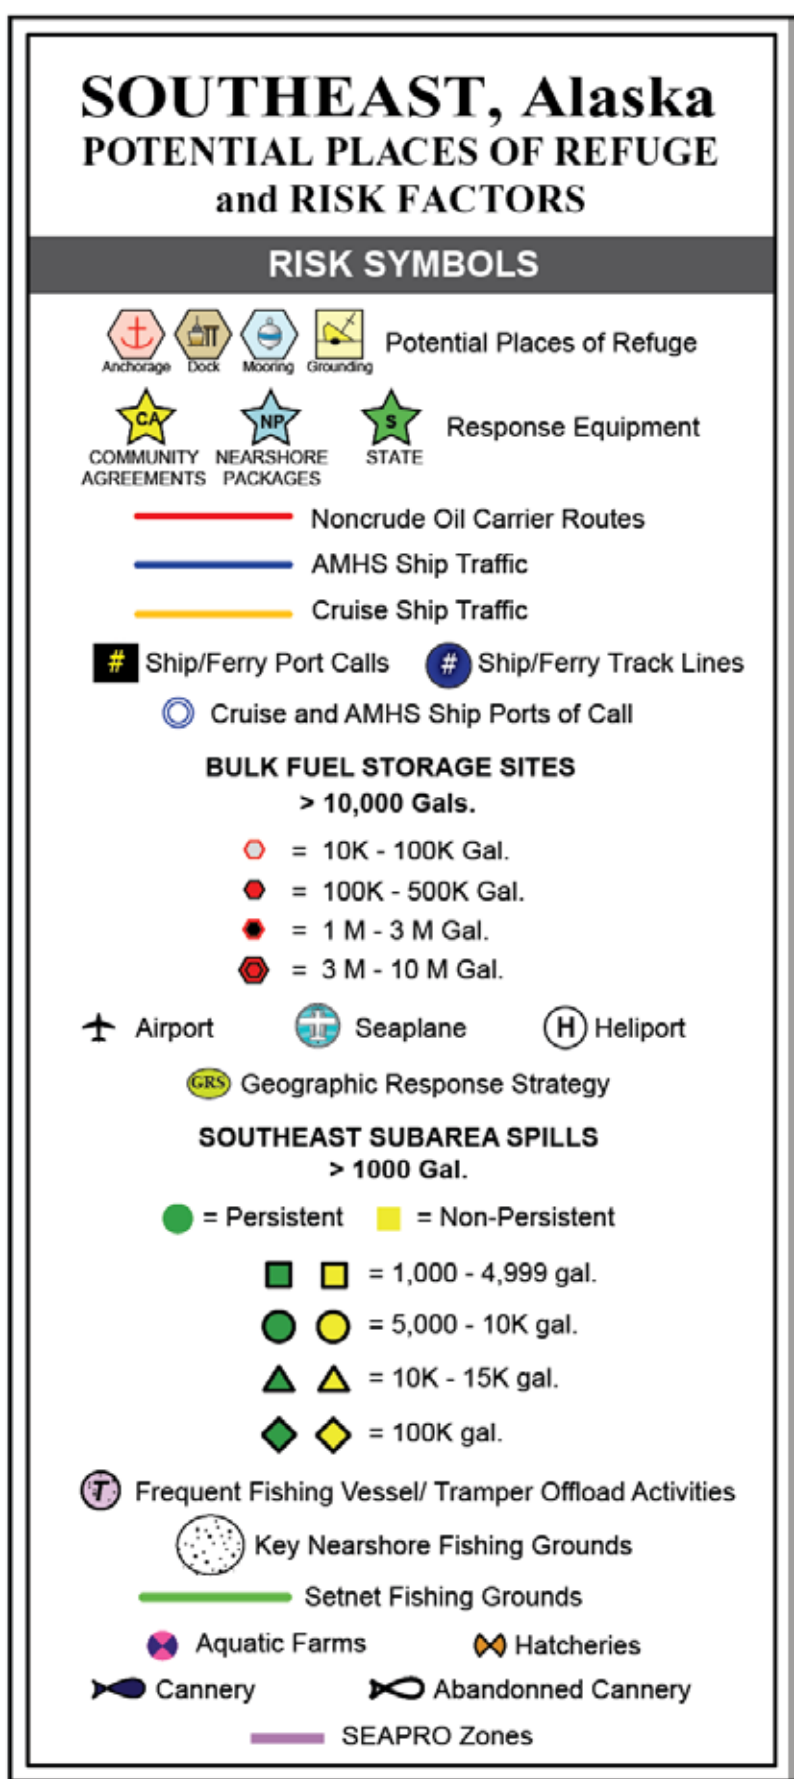 SOUTHEAST, Alaska
POTENTIAL PLACES OF REFUGE
and RISK FACTORS
RISK SYMBOLS
Anchorage Dock Mooring Grounding Potential Places of Refuge
CA NP S Response Equipment
COMMUNITY AGREEMENTS NEARSHORE PACKAGES STATE
Noncrude Oil Carrier Routes
AMHS Ship Traffic
Cruise Ship Traffic
# Ship/Ferry Port Calls # Ship/Ferry Track Lines
Cruise and AMHS Ship Ports of Call
BULK FUEL STORAGE SITES
> 10,000 Gals.
= 10K - 100K Gal.
= 100K - 500K Gal.
= 1 M - 3 M Gal.
= 3 M - 10 M Gal.
Airport Seaplane H Heliport
GRS Geographic Response Strategy
SOUTHEAST SUBAREA SPILLS
> 1000 Gal.
= Persistent = Non-Persistent
= 1,000 - 4,999 gal.
= 5,000 - 10K gal.
= 10K - 15K gal.
= 100K gal.
T Frequent Fishing Vessel/ Tramper Offload Activities
Key Nearshore Fishing Grounds
Setnet Fishing Grounds
Aquatic Farms Hatcheries
Cannery Abandonned Cannery
SEAPRO Zones